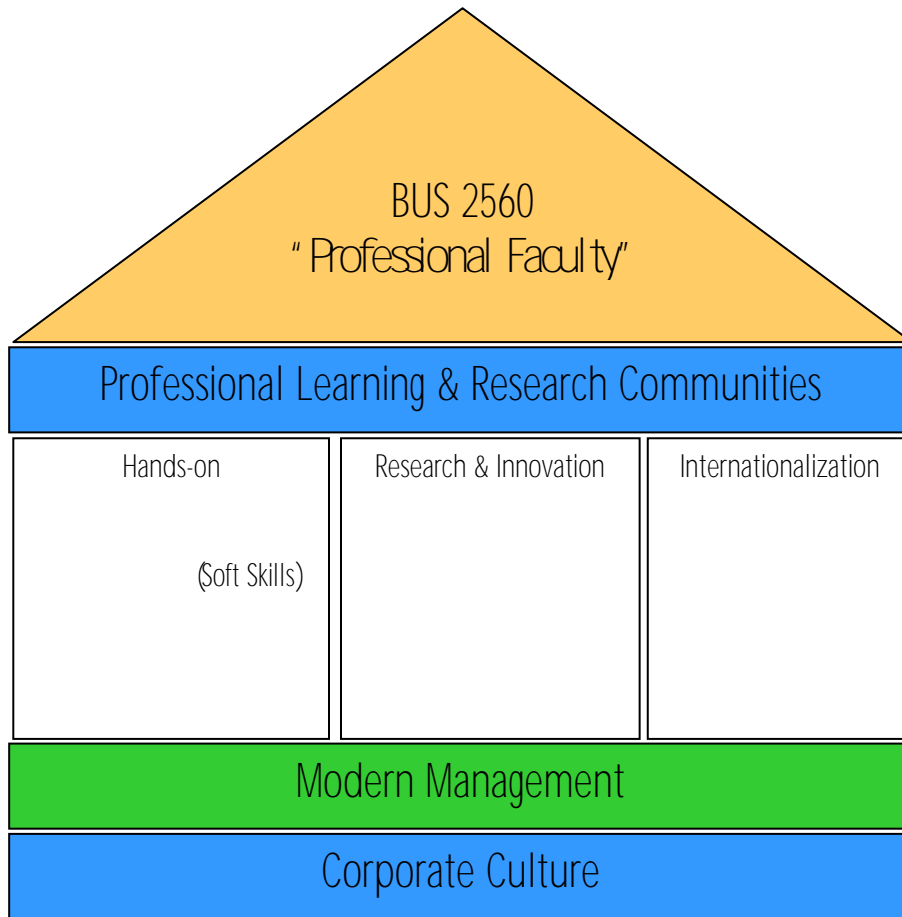 BUS 2560
" Professional Faculty"
Professional Learning & Research Communities
Hands-on
(Soft Skills)
Research & Innovation
Internationalization
Modern Management
Corporate Culture